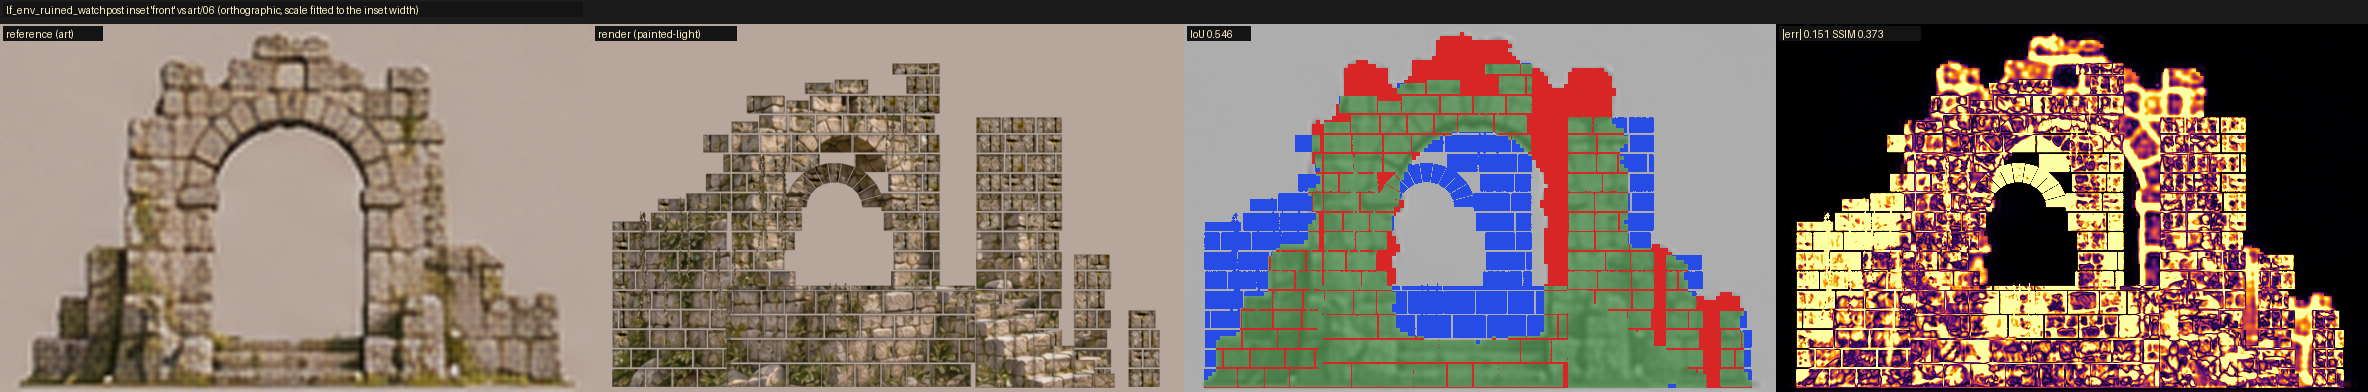 lf_env_ruined_watchpost inset 'front' vs art/06 (orthographic, scale fitted to the inset width)
reference (art)
render (painted-light)
IoU 0.546
|err| 0.151 SSIM 0.373